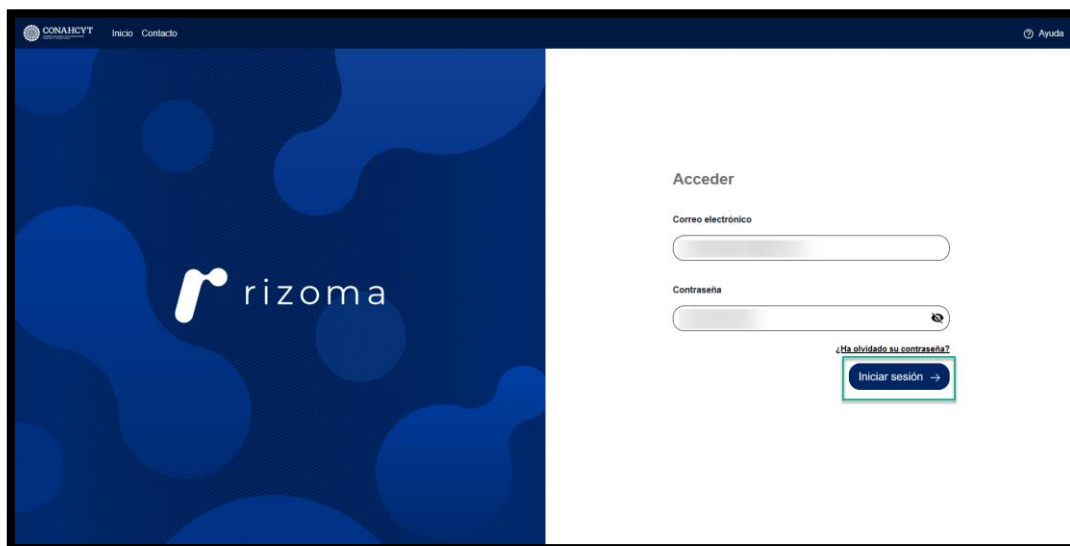 CONAHCYT Inicio Contacto Ayuda
rizoma
Acceder
Correo electrónico
Contraseña
¿Ha olvidado su contraseña?
Iniciar sesión →